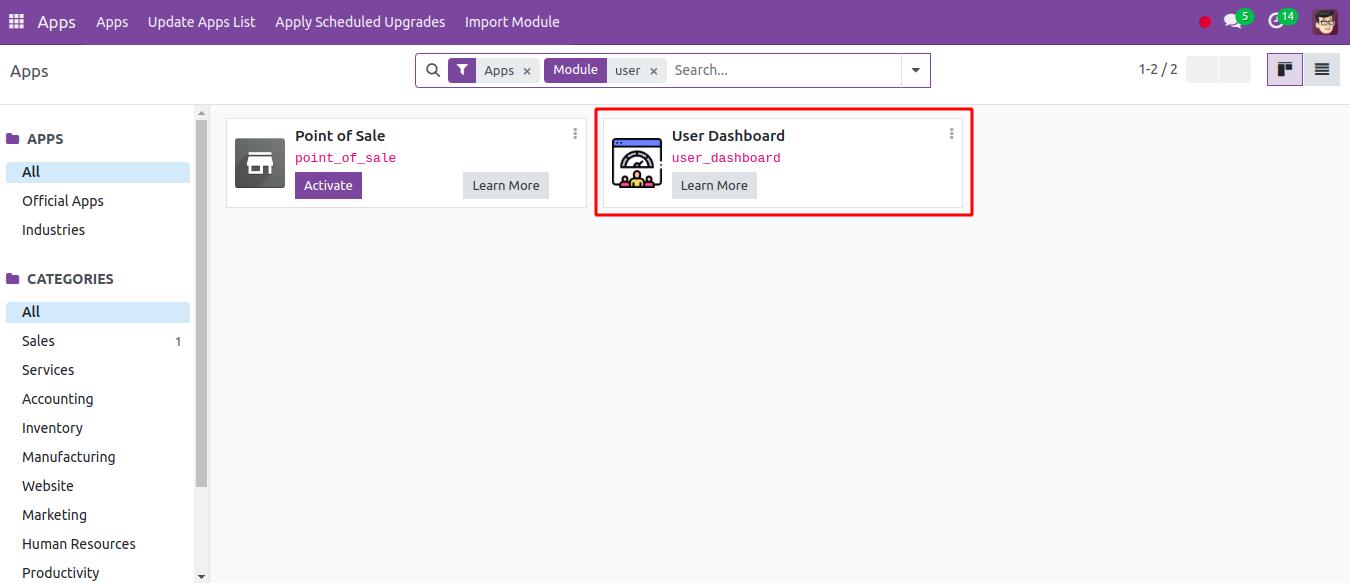 Apps Apps Update Apps List Apply Scheduled Upgrades Import Module 5 14
Apps Apps × Module user × Search... 1-2 / 2
APPS
All
Official Apps
Industries
CATEGORIES
All
Sales 1
Services
Accounting
Inventory
Manufacturing
Website
Marketing
Human Resources
Productivity
Point of Sale
point_of_sale
Activate Learn More
User Dashboard
user_dashboard
Learn More